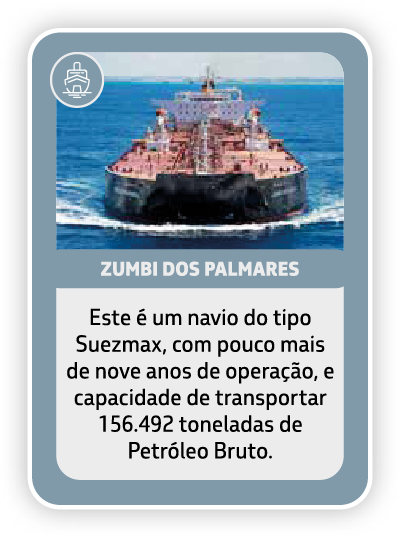 ZUMBI DOS PALMARES
Este é um navio do tipo
Suezmax, com pouco mais
de nove anos de operação, e
capacidade de transportar
156.492 toneladas de
Petróleo Bruto.